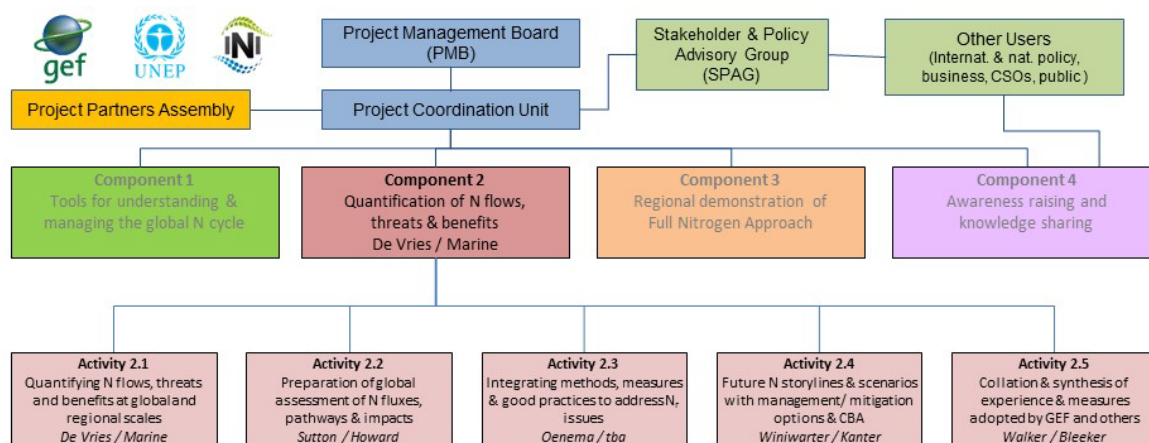 gef
UNEP
INI
Project Management Board
(PMB)
Stakeholder & Policy
Advisory Group
(SPAG)
Other Users
(Internat. & nat. policy,
business, CSOs, public )
Project Partners Assembly
Project Coordination Unit
Component 1
Tools for understanding &
managing the global N cycle
Component 2
Quantification of N flows,
threats & benefits
De Vries / Marine
Component 3
Regional demonstration of
Full Nitrogen Approach
Component 4
Awareness raising and
knowledge sharing
Activity 2.1
Quantifying N flows, threats
and benefits at global and
regional scales
De Vries / Marine
Activity 2.2
Preparation of global
assessment of N fluxes,
pathways & impacts
Sutton / Howard
Activity 2.3
Integrating methods, measures
& good practices to address Nr
issues
Oenema / tba
Activity 2.4
Future N storylines & scenarios
with management/ mitigation
options & CBA
Winiwarter / Kanter
Activity 2.5
Collation & synthesis of
experience & measures
adopted by GEF and others
Walker / Bleeker